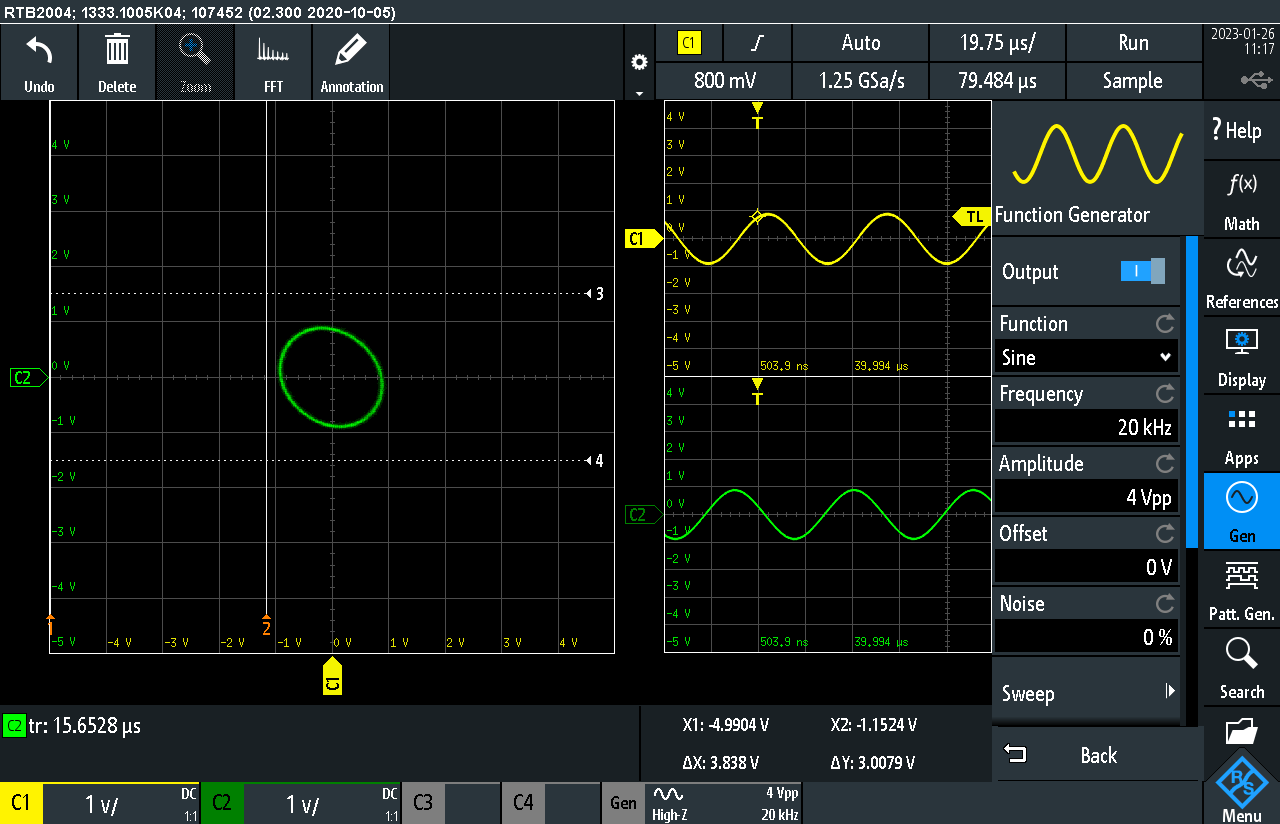 RTB2004; 1333.1005K04; 107452 (02.300 2020-10-05)
Undo
Delete
Zoom
FFT
Annotation
C1
Auto
19.75 µs/
Run
2023-01-26
11:17
800 mV
1.25 GSa/s
79.484 µs
Sample
4 V
3 V
2 V
1 V
0 V
-1 V
-2 V
-3 V
-4 V
-5 V
-4 V
-3 V
-2 V
-1 V
0 V
1 V
2 V
3 V
4 V
C2
3
4
1
2
C1
T
4 V
3 V
2 V
1 V
0 V
-1 V
-2 V
-3 V
-4 V
-5 V
503.9 ns
39.994 µs
C1
TL
T
4 V
3 V
2 V
1 V
0 V
-1 V
-2 V
-3 V
-4 V
-5 V
503.9 ns
39.994 µs
C2
Function Generator
Output
I
Function
Sine
Frequency
20 kHz
Amplitude
4 Vpp
Offset
0 V
Noise
0 %
Sweep
Back
? Help
f(x)
Math
References
Display
Apps
Gen
Patt. Gen.
Search
R S
Menu
C2 tr: 15.6528 µs
X1: -4.9904 V
X2: -1.1524 V
ΔX: 3.838 V
ΔY: 3.0079 V
C1
1 V/
DC
1:1
C2
1 V/
DC
1:1
C3
C4
Gen
High-Z
4 Vpp
20 kHz